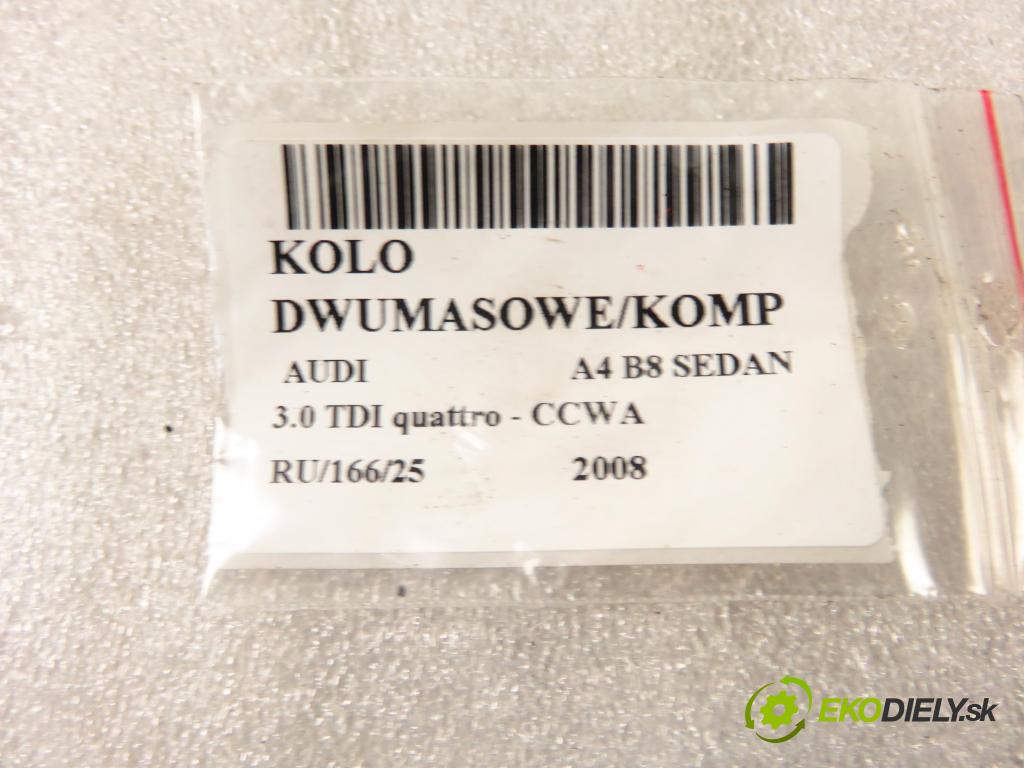 KOLO
DWUMASOWE/KOMP
AUDI A4 B8 SEDAN
3.0 TDI quattro - CCWA
RU/166/25 2008
EKODIELY.sk